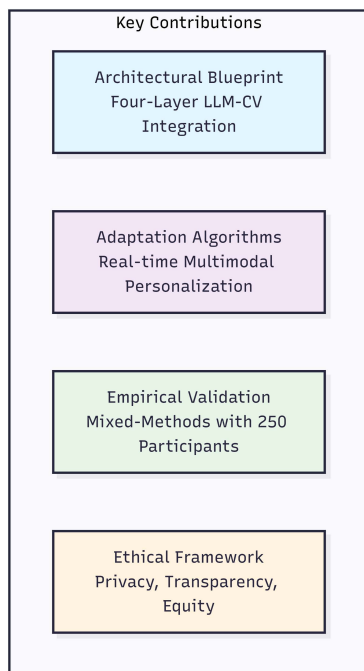 Key Contributions
Architectural Blueprint
Four-Layer LLM-CV
Integration
Adaptation Algorithms
Real-time Multimodal
Personalization
Empirical Validation
Mixed-Methods with 250
Participants
Ethical Framework
Privacy, Transparency,
Equity